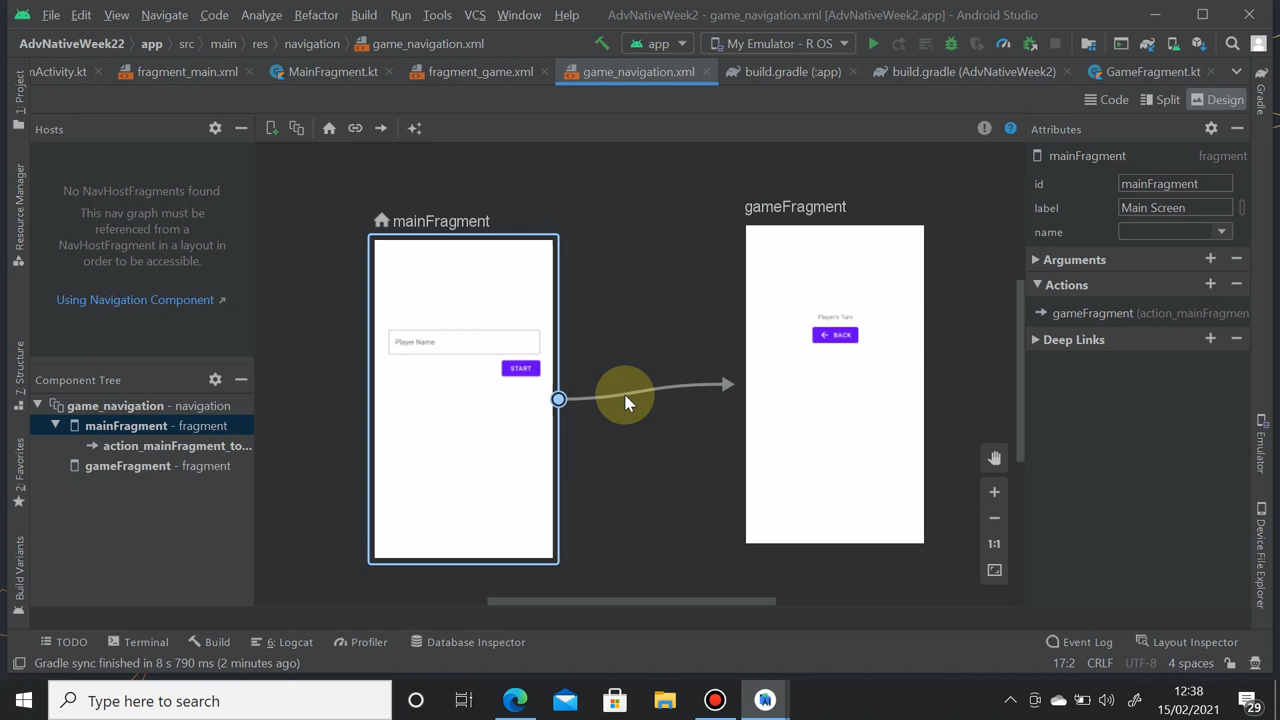 File Edit View Navigate Code Analyze Refactor Build Run Tools VCS Window Help AdvNativeWeek2 - game_navigation.xml [AdvNativeWeek2.app] - Android Studio
AdvNativeWeek22 app src main res navigation game_navigation.xml app My Emulator - R OS
nActivity.kt fragment_main.xml MainFragment.kt fragment_game.xml game_navigation.xml build.gradle (:app) build.gradle (AdvNativeWeek2) GameFragment.kt
Code Split Design
Hosts
Attributes
No NavHostFragments found
This nav graph must be
referenced from a
NavHostFragment in a layout in
order to be accessible.
Using Navigation Component
mainFragment
Player Name
START
gameFragment
Player's Turn
BACK
1:1
mainFragment fragment
id mainFragment
label Main Screen
name
Arguments
Actions
gameFragment (action_mainFragmen
Deep Links
Component Tree
game_navigation - navigation
mainFragment - fragment
action_mainFragment_to...
gameFragment - fragment
1: Project
Resource Manager
7: Structure
2: Favorites
Build Variants
Gradle
Emulator
Device File Explorer
TODO Terminal Build 6: Logcat Profiler Database Inspector Event Log Layout Inspector
Gradle sync finished in 8 s 790 ms (2 minutes ago) 17:2 CRLF UTF-8 4 spaces
Type here to search
12:38
15/02/2021
29